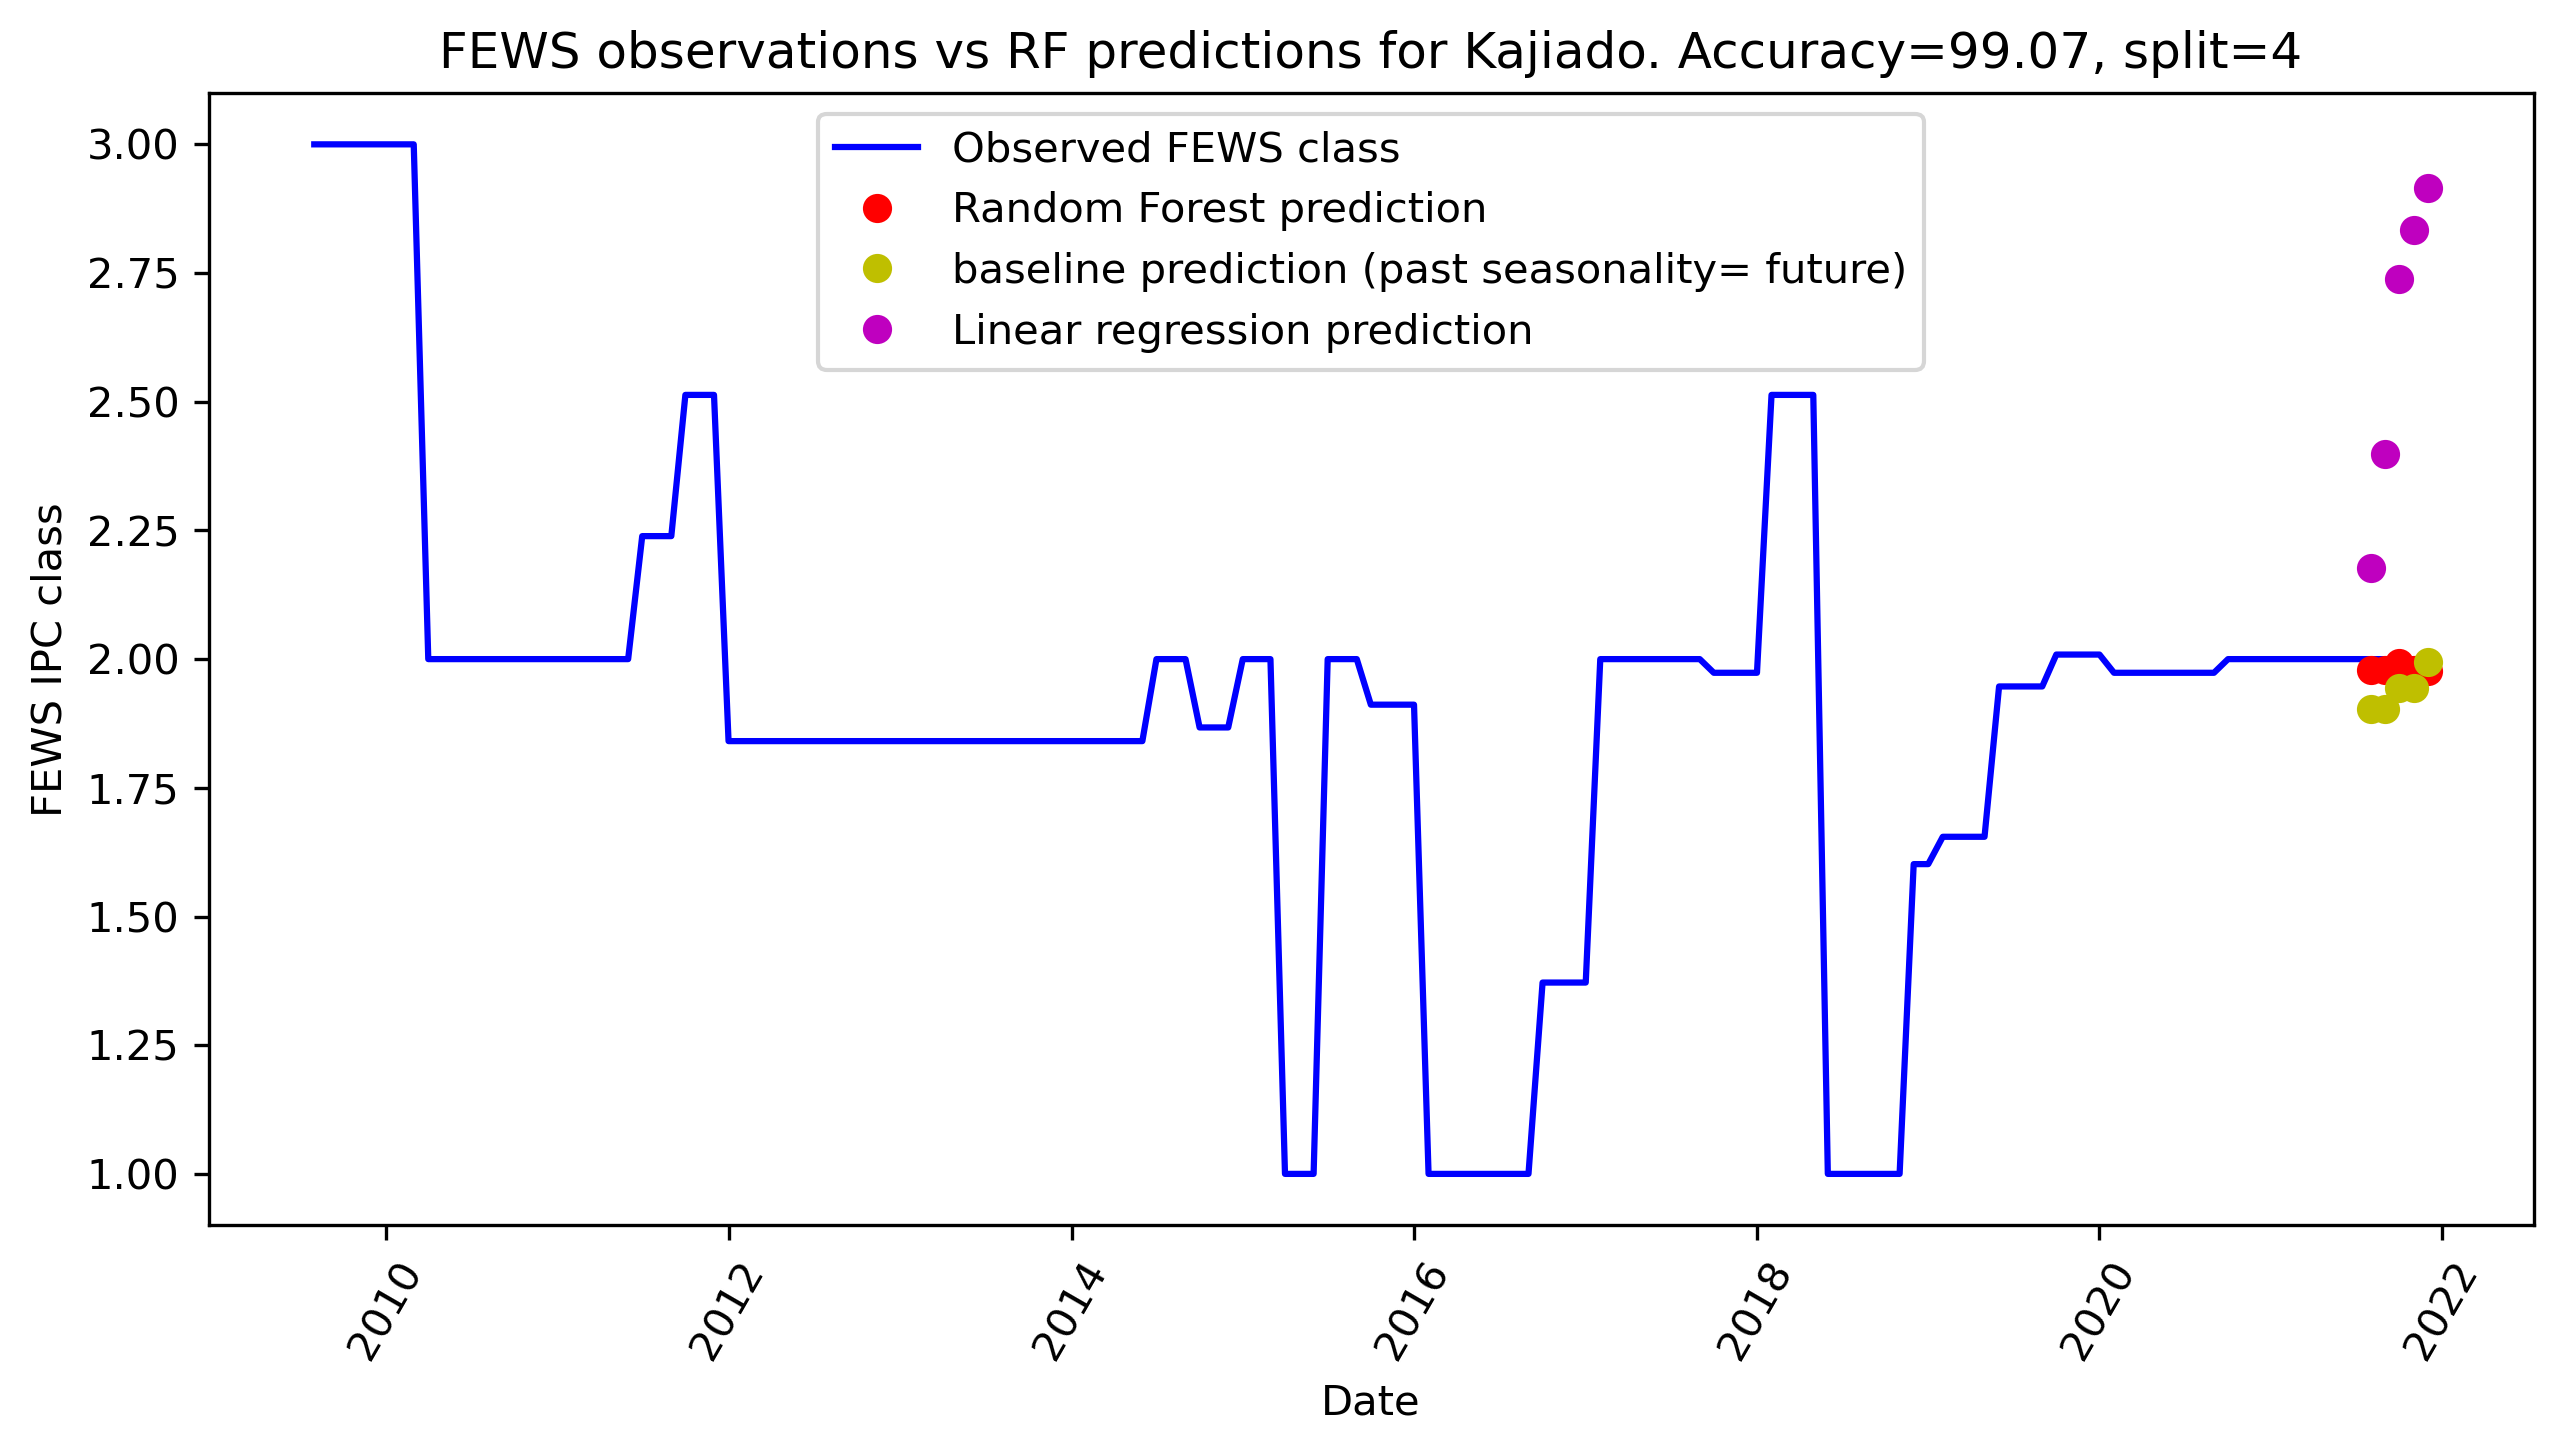 FEWS observations vs RF predictions for Kajiado. Accuracy=99.07, split=4
Observed FEWS class
Random Forest prediction
baseline prediction (past seasonality= future)
Linear regression prediction
FEWS IPC class
3.00
2.75
2.50
2.25
2.00
1.75
1.50
1.25
1.00
2010
2012
2014
2016
2018
2020
2022
Date